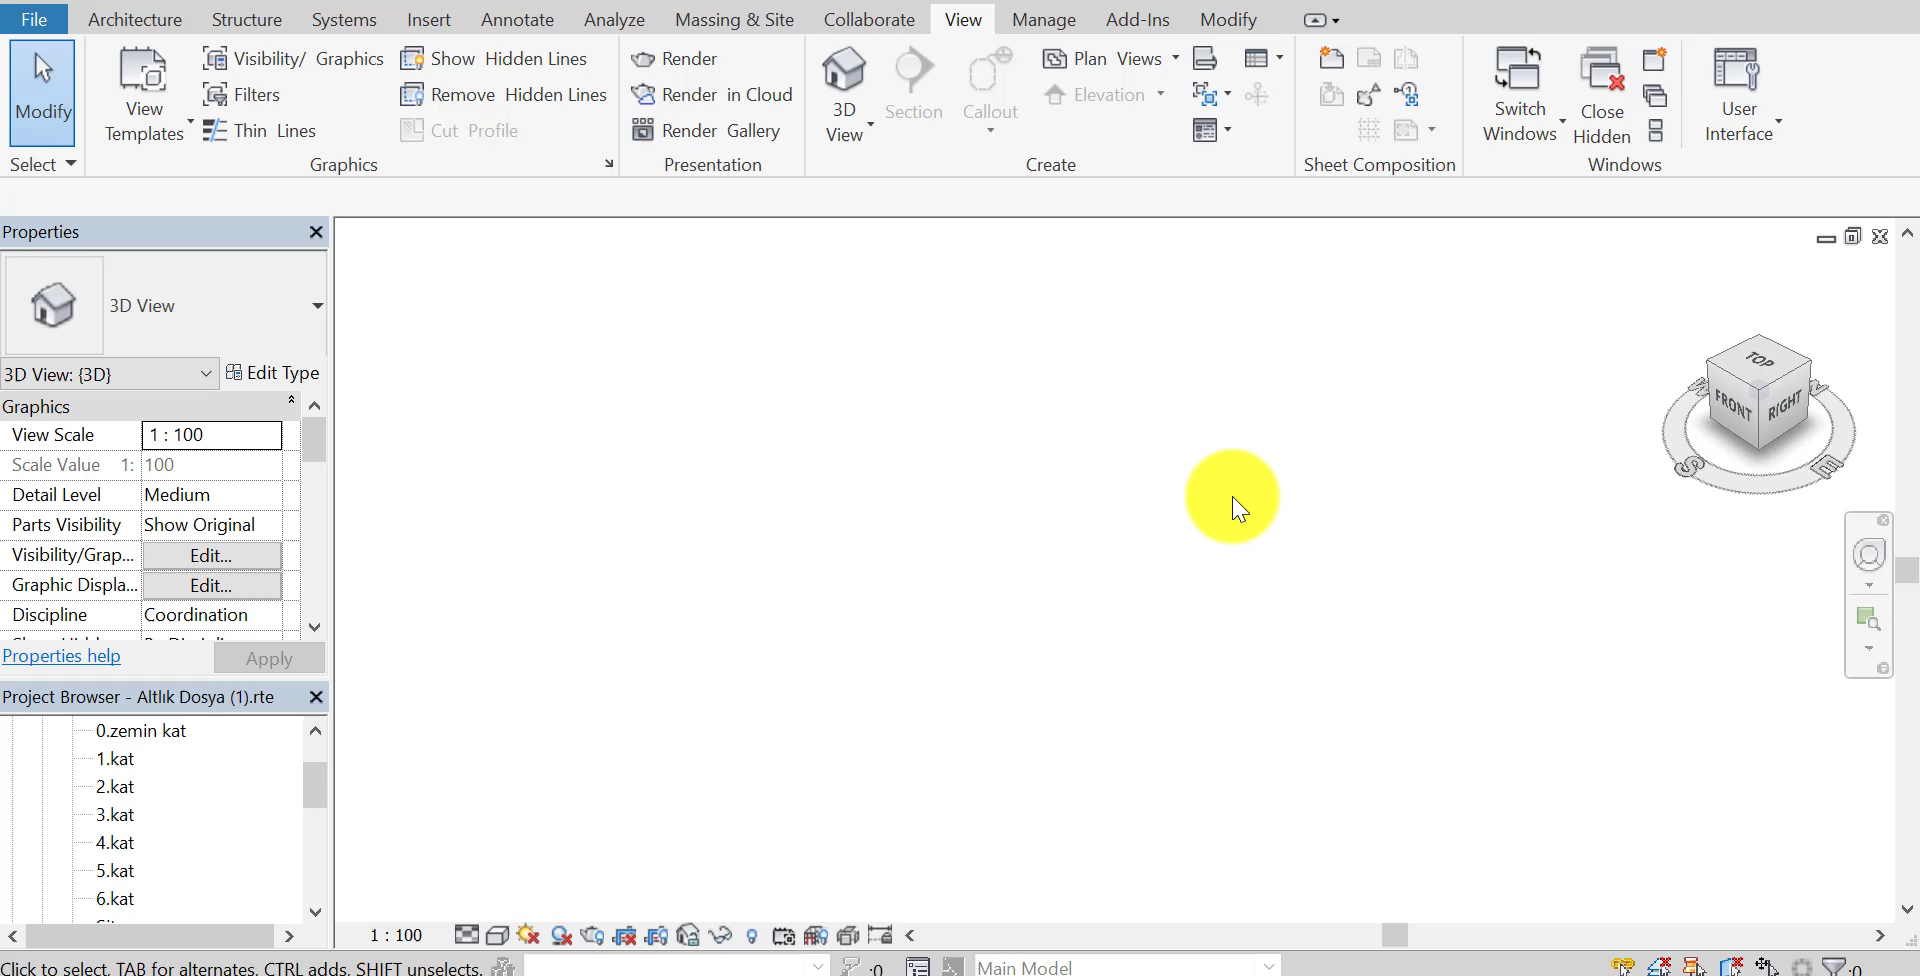 File Architecture Structure Systems Insert Annotate Analyze Massing & Site Collaborate View Manage Add-Ins Modify
Modify
Select
View
Templates
Visibility/ Graphics
Filters
Thin Lines
Show Hidden Lines
Remove Hidden Lines
Cut Profile
Graphics
Render
Render in Cloud
Render Gallery
Presentation
3D
View
Section
Callout
Plan Views
Elevation
Create
Sheet Composition
Switch
Windows
Close
Hidden
Windows
User
Interface
Properties
3D View
3D View: {3D} Edit Type
Graphics
View Scale 1 : 100
Scale Value 1: 100
Detail Level Medium
Parts Visibility Show Original
Visibility/Grap... Edit...
Graphic Displa... Edit...
Discipline Coordination
Properties help Apply
Project Browser - Altlık Dosya (1).rte
0.zemin kat
1.kat
2.kat
3.kat
4.kat
5.kat
6.kat
TOP
FRONT RIGHT
S E
1 : 100
Click to select, TAB for alternates, CTRL adds, SHIFT unselects.
:0
Main Model
:0